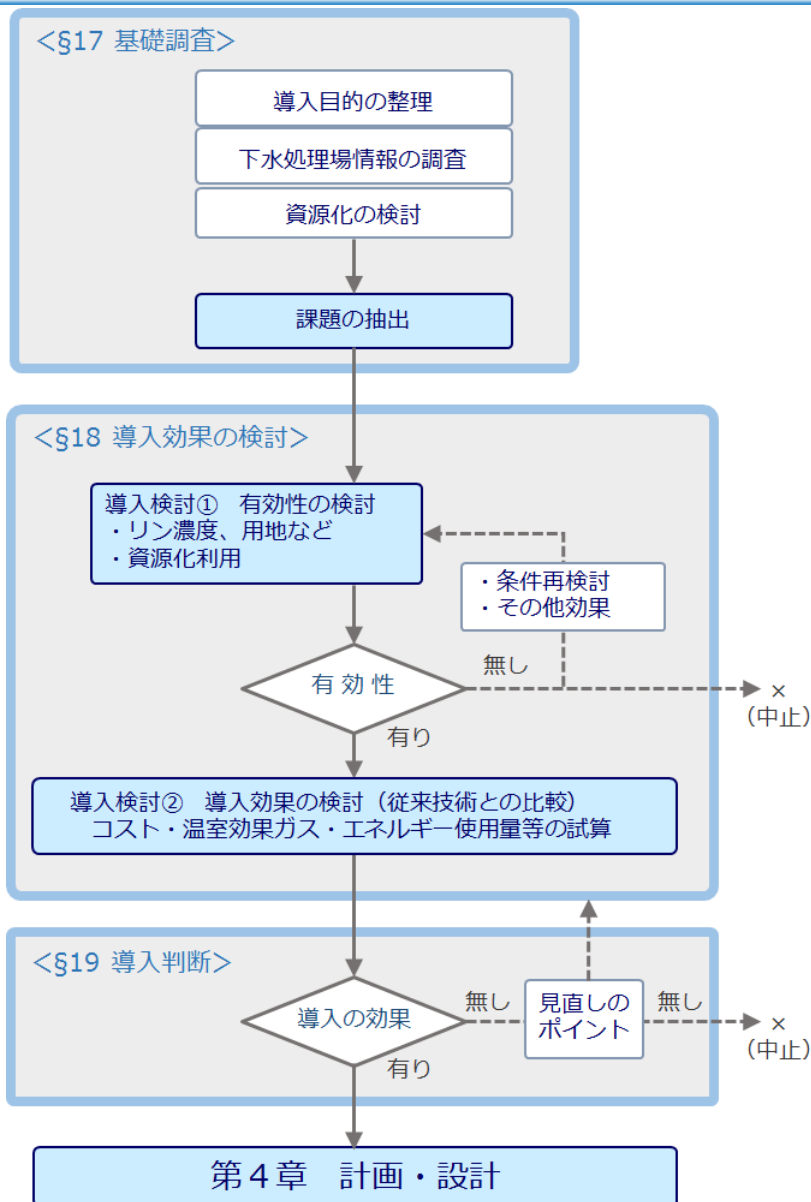 <§17 基礎調査>
導入目的の整理
下水処理場情報の調査
資源化の検討
課題の抽出
<§18 導入効果の検討>
導入検討①　有効性の検討
・リン濃度、用地など
・資源化利用
・条件再検討
・その他効果
有 効 性
無し
×
（中止）
有り
導入検討②　導入効果の検討（従来技術との比較）
コスト・温室効果ガス・エネルギー使用量等の試算
<§19 導入判断>
導入の効果
無し
見直しの
ポイント
無し
×
（中止）
有り
第４章　計画・設計